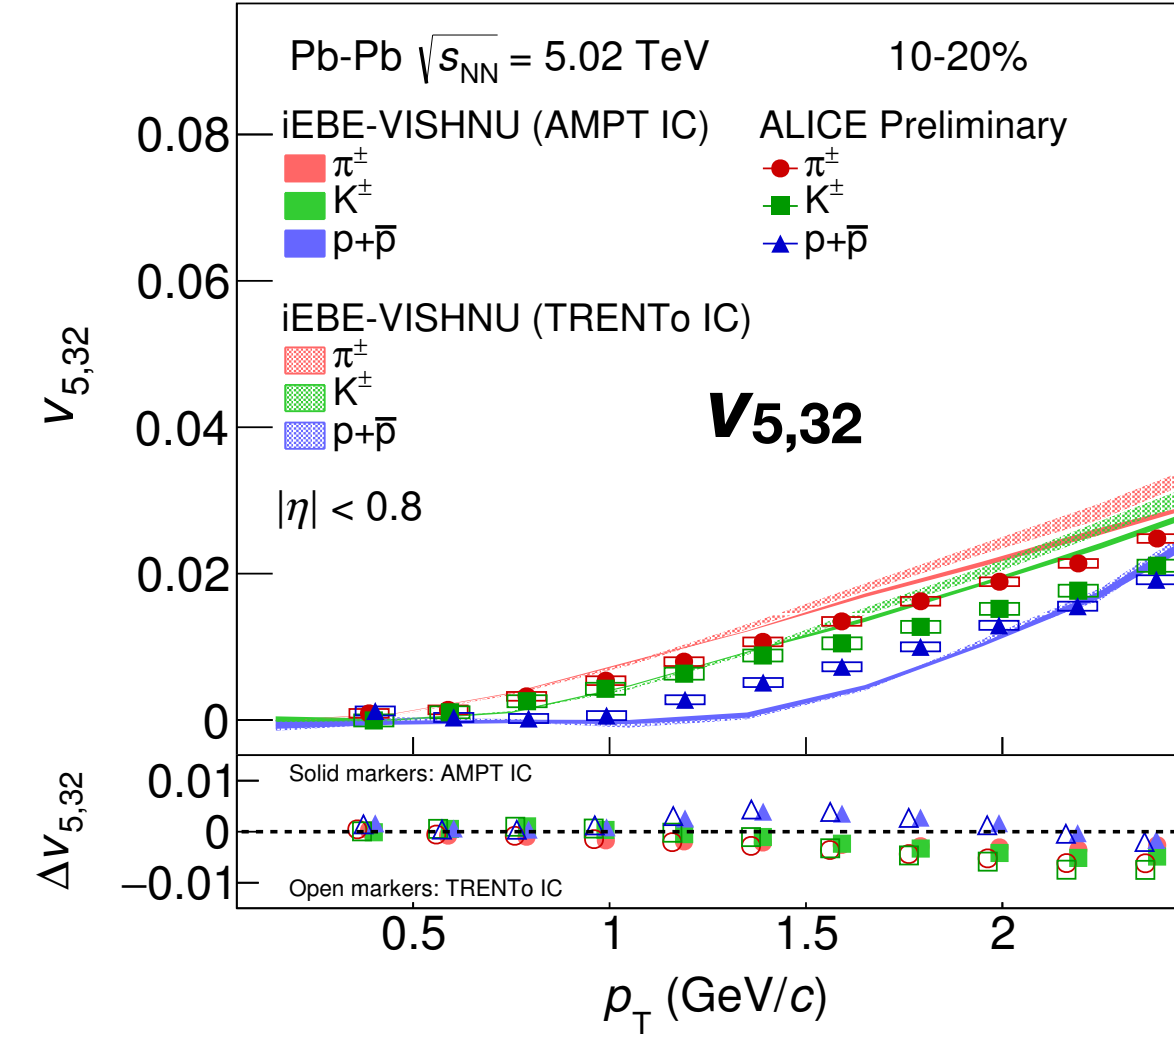 Pb-Pb √s_NN = 5.02 TeV 10-20%
iEBE-VISHNU (AMPT IC) ALICE Preliminary
π± π±
K± K±
p+p̅ p+p̅
iEBE-VISHNU (TRENTo IC)
π±
K±
p+p̅
v5,32
|η| < 0.8
v5,32
0.08
0.06
0.04
0.02
0
Δv5,32
0.01
0
−0.01
Solid markers: AMPT IC
Open markers: TRENTo IC
0.5 1 1.5 2
pT (GeV/c)